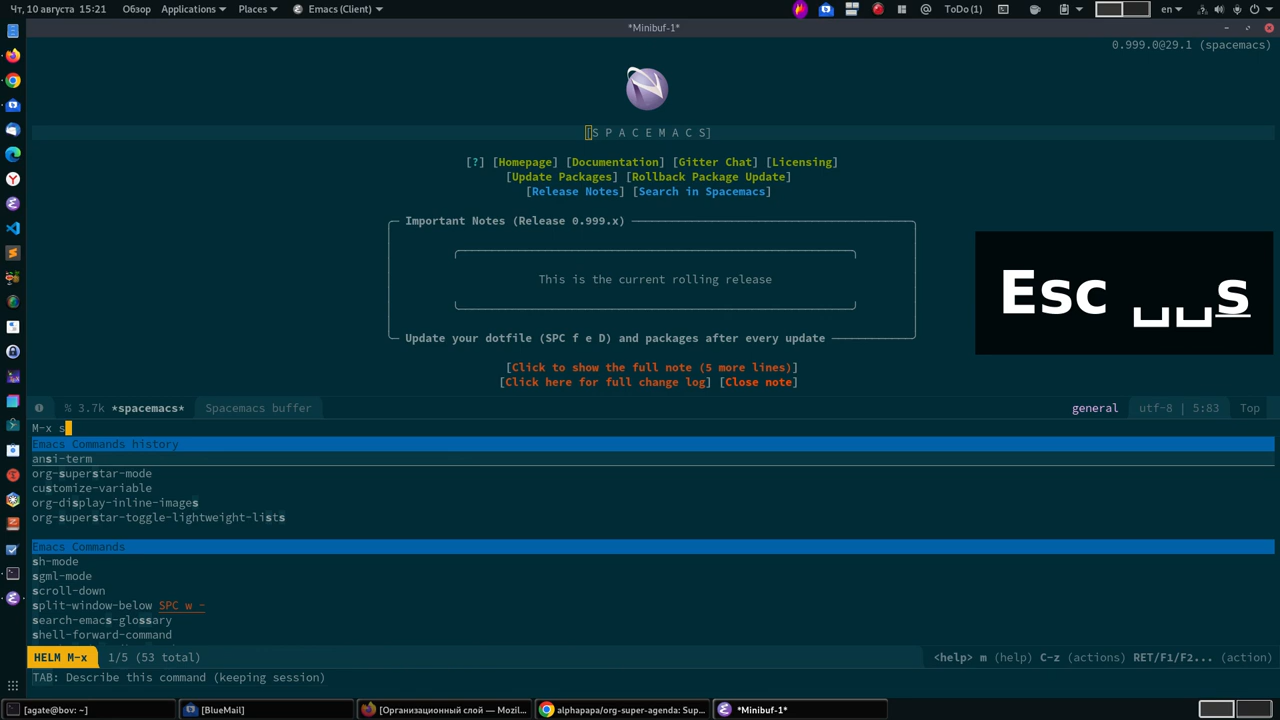 Чт, 10 августа 15:21 Обзор Applications Places Emacs (Client) ToDo (1) en
*Minibuf-1*
0.999.0@29.1 (spacemacs)
[S P A C E M A C S]
[?] [Homepage] [Documentation] [Gitter Chat] [Licensing]
[Update Packages] [Rollback Package Update]
[Release Notes] [Search in Spacemacs]
Important Notes (Release 0.999.x)
This is the current rolling release
Update your dotfile (SPC f e D) and packages after every update
[Click to show the full note (5 more lines)]
[Click here for full change log] [Close note]
Esc ␣␣s
% 3.7k *spacemacs* Spacemacs buffer general utf-8 | 5:83 Top
M-x s
Emacs Commands history
ansi-term
org-superstar-mode
customize-variable
org-display-inline-images
org-superstar-toggle-lightweight-lists
Emacs Commands
sh-mode
sgml-mode
scroll-down
split-window-below SPC w -
search-emacs-glossary
shell-forward-command
HELM M-x 1/5 (53 total) <help> m (help) C-z (actions) RET/F1/F2... (action)
TAB: Describe this command (keeping session)
[agate@bov: ~] [BlueMail] [Организационный слой — Mozil... alphapapa/org-super-agenda: Sup... *Minibuf-1*